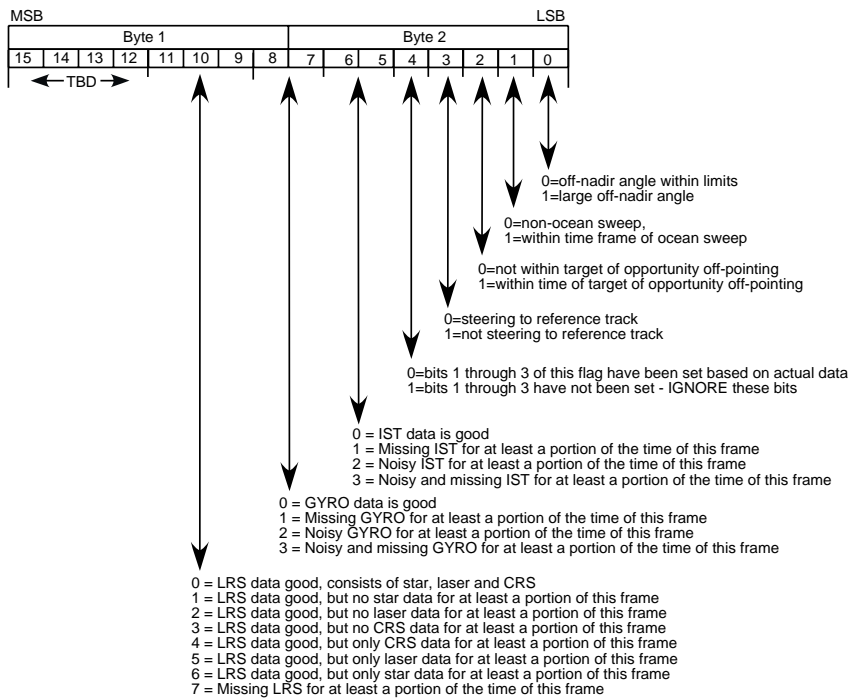 MSB LSB
Byte 1 Byte 2
15 14 13 12 11 10 9 8 7 6 5 4 3 2 1 0
TBD
0=off-nadir angle within limits
1=large off-nadir angle
0=non-ocean sweep,
1=within time frame of ocean sweep
0=not within target of opportunity off-pointing
1=within time of target of opportunity off-pointing
0=steering to reference track
1=not steering to reference track
0=bits 1 through 3 of this flag have been set based on actual data
1=bits 1 through 3 have not been set - IGNORE these bits
0 = IST data is good
1 = Missing IST for at least a portion of the time of this frame
2 = Noisy IST for at least a portion of the time of this frame
3 = Noisy and missing IST for at least a portion of the time of this frame
0 = GYRO data is good
1 = Missing GYRO for at least a portion of the time of this frame
2 = Noisy GYRO for at least a portion of the time of this frame
3 = Noisy and missing GYRO for at least a portion of the time of this frame
0 = LRS data good, consists of star, laser and CRS
1 = LRS data good, but no star data for at least a portion of this frame
2 = LRS data good, but no laser data for at least a portion of this frame
3 = LRS data good, but no CRS data for at least a portion of this frame
4 = LRS data good, but only CRS data for at least a portion of this frame
5 = LRS data good, but only laser data for at least a portion of this frame
6 = LRS data good, but only star data for at least a portion of this frame
7 = Missing LRS for at least a portion of the time of this frame